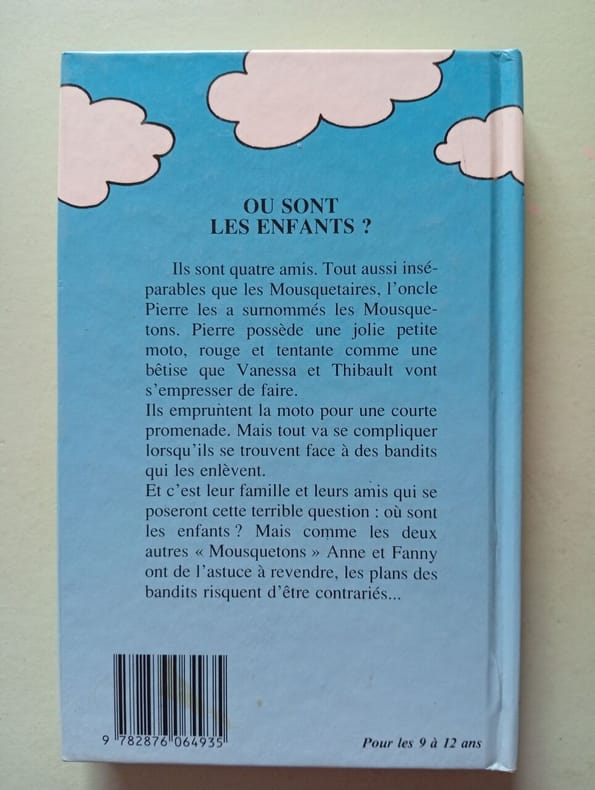 OU SONT
LES ENFANTS ?
Ils sont quatre amis. Tout aussi insé-
parables que les Mousquetaires, l'oncle
Pierre les a surnommés les Mousque-
tons. Pierre possède une jolie petite
moto, rouge et tentante comme une
bêtise que Vanessa et Thibault vont
s'empresser de faire.
Ils empruntent la moto pour une courte
promenade. Mais tout va se compliquer
lorsqu'ils se trouvent face à des bandits
qui les enlèvent.
Et c'est leur famille et leurs amis qui se
poseront cette terrible question : où sont
les enfants ? Mais comme les deux
autres « Mousquetons » Anne et Fanny
ont de l'astuce à revendre, les plans des
bandits risquent d'être contrariés...
9 782876 064935
Pour les 9 à 12 ans